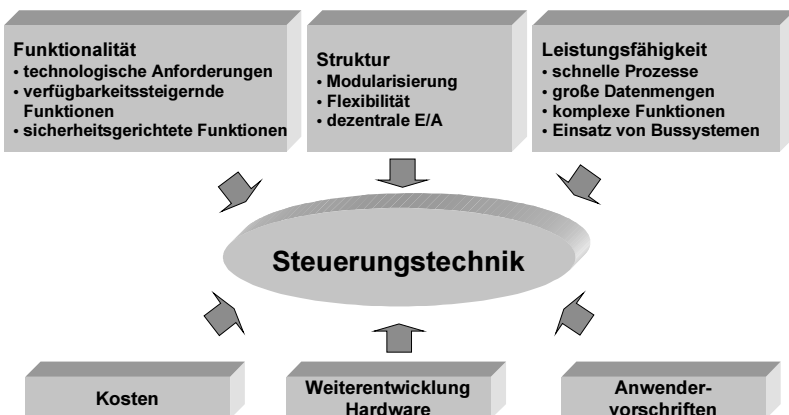 Funktionalität
• technologische Anforderungen
• verfügbarkeitssteigernde
Funktionen
• sicherheitsgerichtete Funktionen
Struktur
• Modularisierung
• Flexibilität
• dezentrale E/A
Leistungsfähigkeit
• schnelle Prozesse
• große Datenmengen
• komplexe Funktionen
• Einsatz von Bussystemen
Steuerungstechnik
Kosten
Weiterentwicklung
Hardware
Anwender-
vorschriften